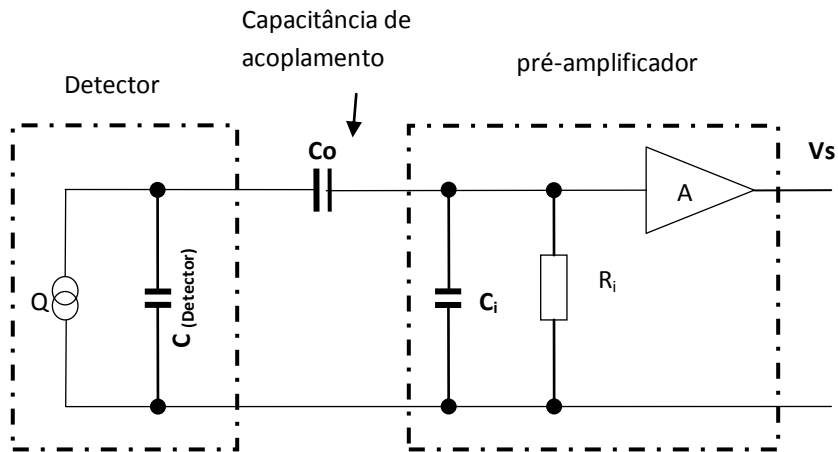 Capacitância de
acoplamento
pré-amplificador
Detector
Co
Vs
A
Q
C (Detector)
Ci
Ri